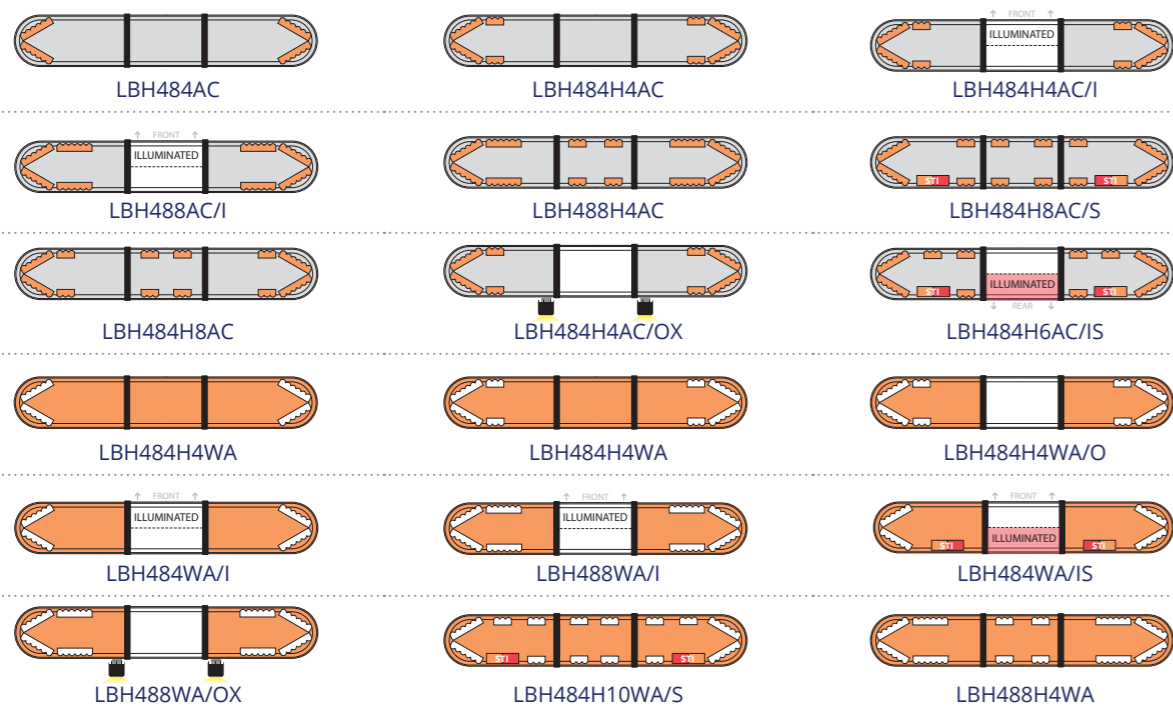 LBH484AC
LBH484H4AC
↑ FRONT ↑
ILLUMINATED
LBH484H4AC/I
↑ FRONT ↑
ILLUMINATED
LBH488AC/I
LBH488H4AC
STI
STI
LBH484H8AC/S
LBH484H8AC
LBH484H4AC/OX
STI
ILLUMINATED
STI
↓ REAR ↓
LBH484H6AC/IS
LBH484H4WA
LBH484H4WA
LBH484H4WA/O
↑ FRONT ↑
ILLUMINATED
LBH484WA/I
↑ FRONT ↑
ILLUMINATED
LBH488WA/I
↑ FRONT ↑
STI
ILLUMINATED
STI
LBH484WA/IS
LBH488WA/OX
STI
STI
LBH484H10WA/S
LBH488H4WA